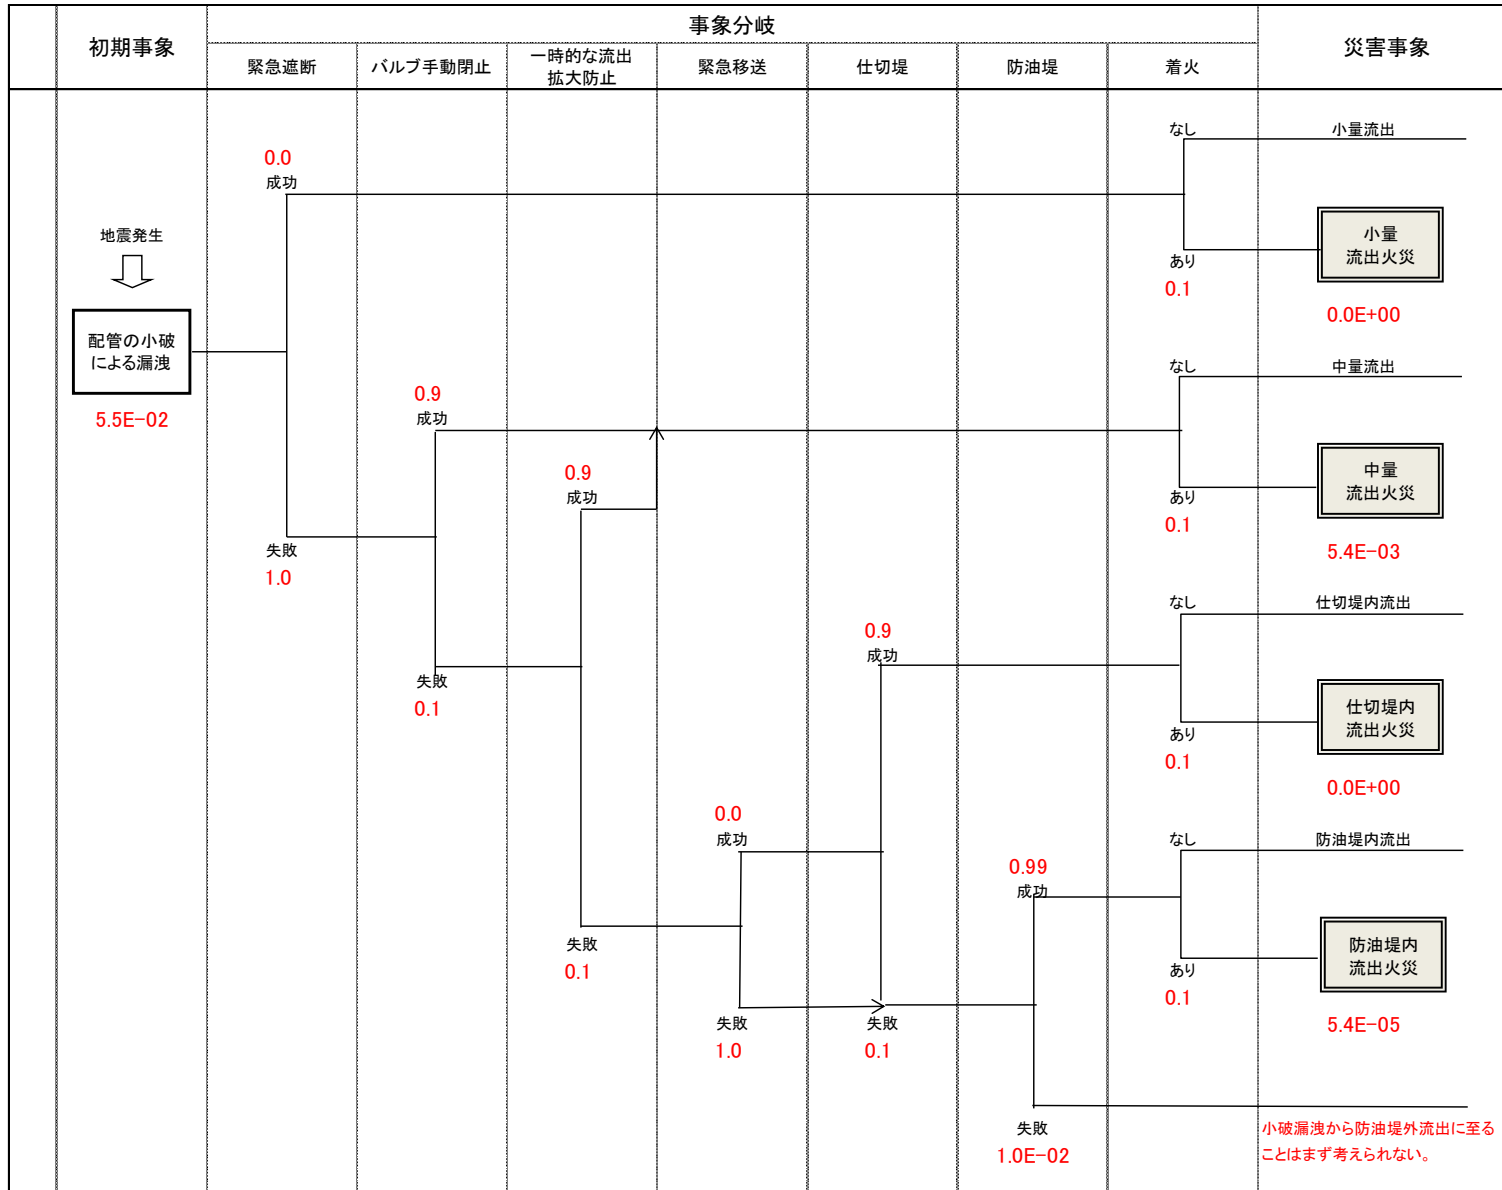 初期事象
事象分岐
災害事象
緊急遮断
バルブ手動閉止
一時的な流出
拡大防止
緊急移送
仕切堤
防油堤
着火
なし
小量流出
0.0
成功
地震発生
小量
流出火災
あり
0.1
0.0E+00
配管の小破
による漏洩
5.5E-02
なし
中量流出
0.9
成功
0.9
成功
中量
流出火災
あり
0.1
5.4E-03
失敗
1.0
なし
仕切堤内流出
0.9
成功
失敗
0.1
仕切堤内
流出火災
あり
0.1
0.0E+00
0.0
成功
なし
防油堤内流出
0.99
成功
失敗
0.1
防油堤内
流出火災
あり
0.1
5.4E-05
失敗
1.0
失敗
0.1
失敗
1.0E-02
小破漏洩から防油堤外流出に至る
ことはまず考えられない。